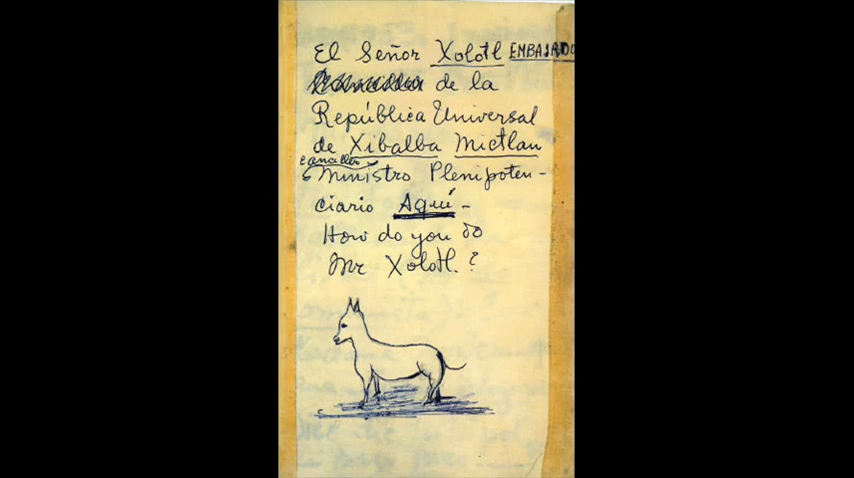 El Señor Xolotl EMBAJADO
de la
República Universal
de Xibalba Mictlan
canciller
Ministro Plenipoten-
ciario Aquí-
How do you do
Mr Xolotl.?